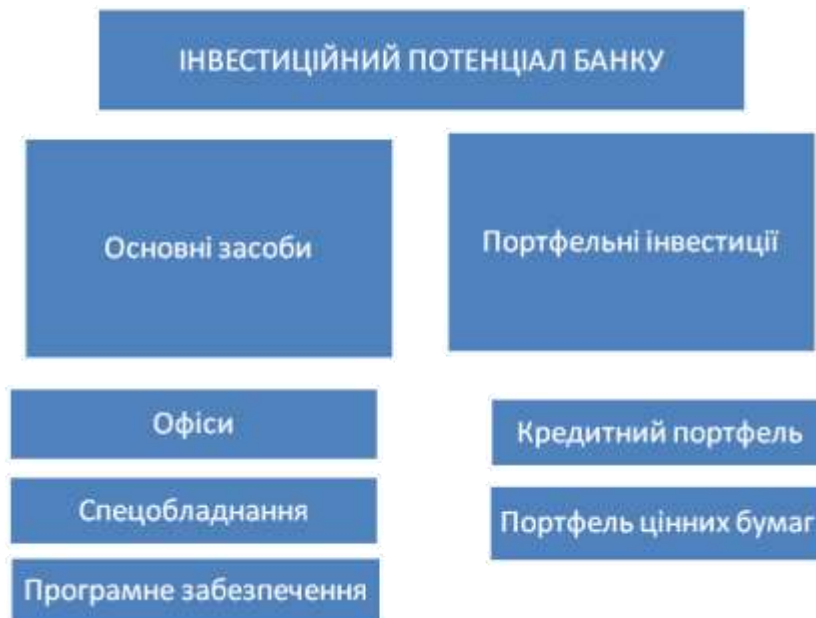 ІНВЕСТИЦІЙНИЙ ПОТЕНЦІАЛ БАНКУ
Основні засоби
Портфельні інвестиції
Офіси
Спецобладнання
Програмне забезпечення
Кредитний портфель
Портфель цінних бумаг